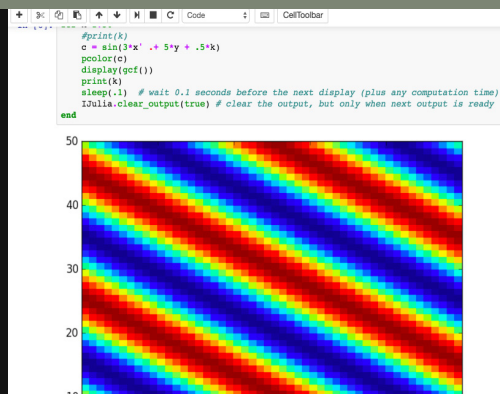 Code
CellToolbar
#print(k)
c = sin(3*x' .+ 5*y + .5*k)
pcolor(c)
display(gcf())
print(k)
sleep(.1) # wait 0.1 seconds before the next display (plus any computation time)
IJulia.clear_output(true) # clear the output, but only when next output is ready
end
50
40
30
20